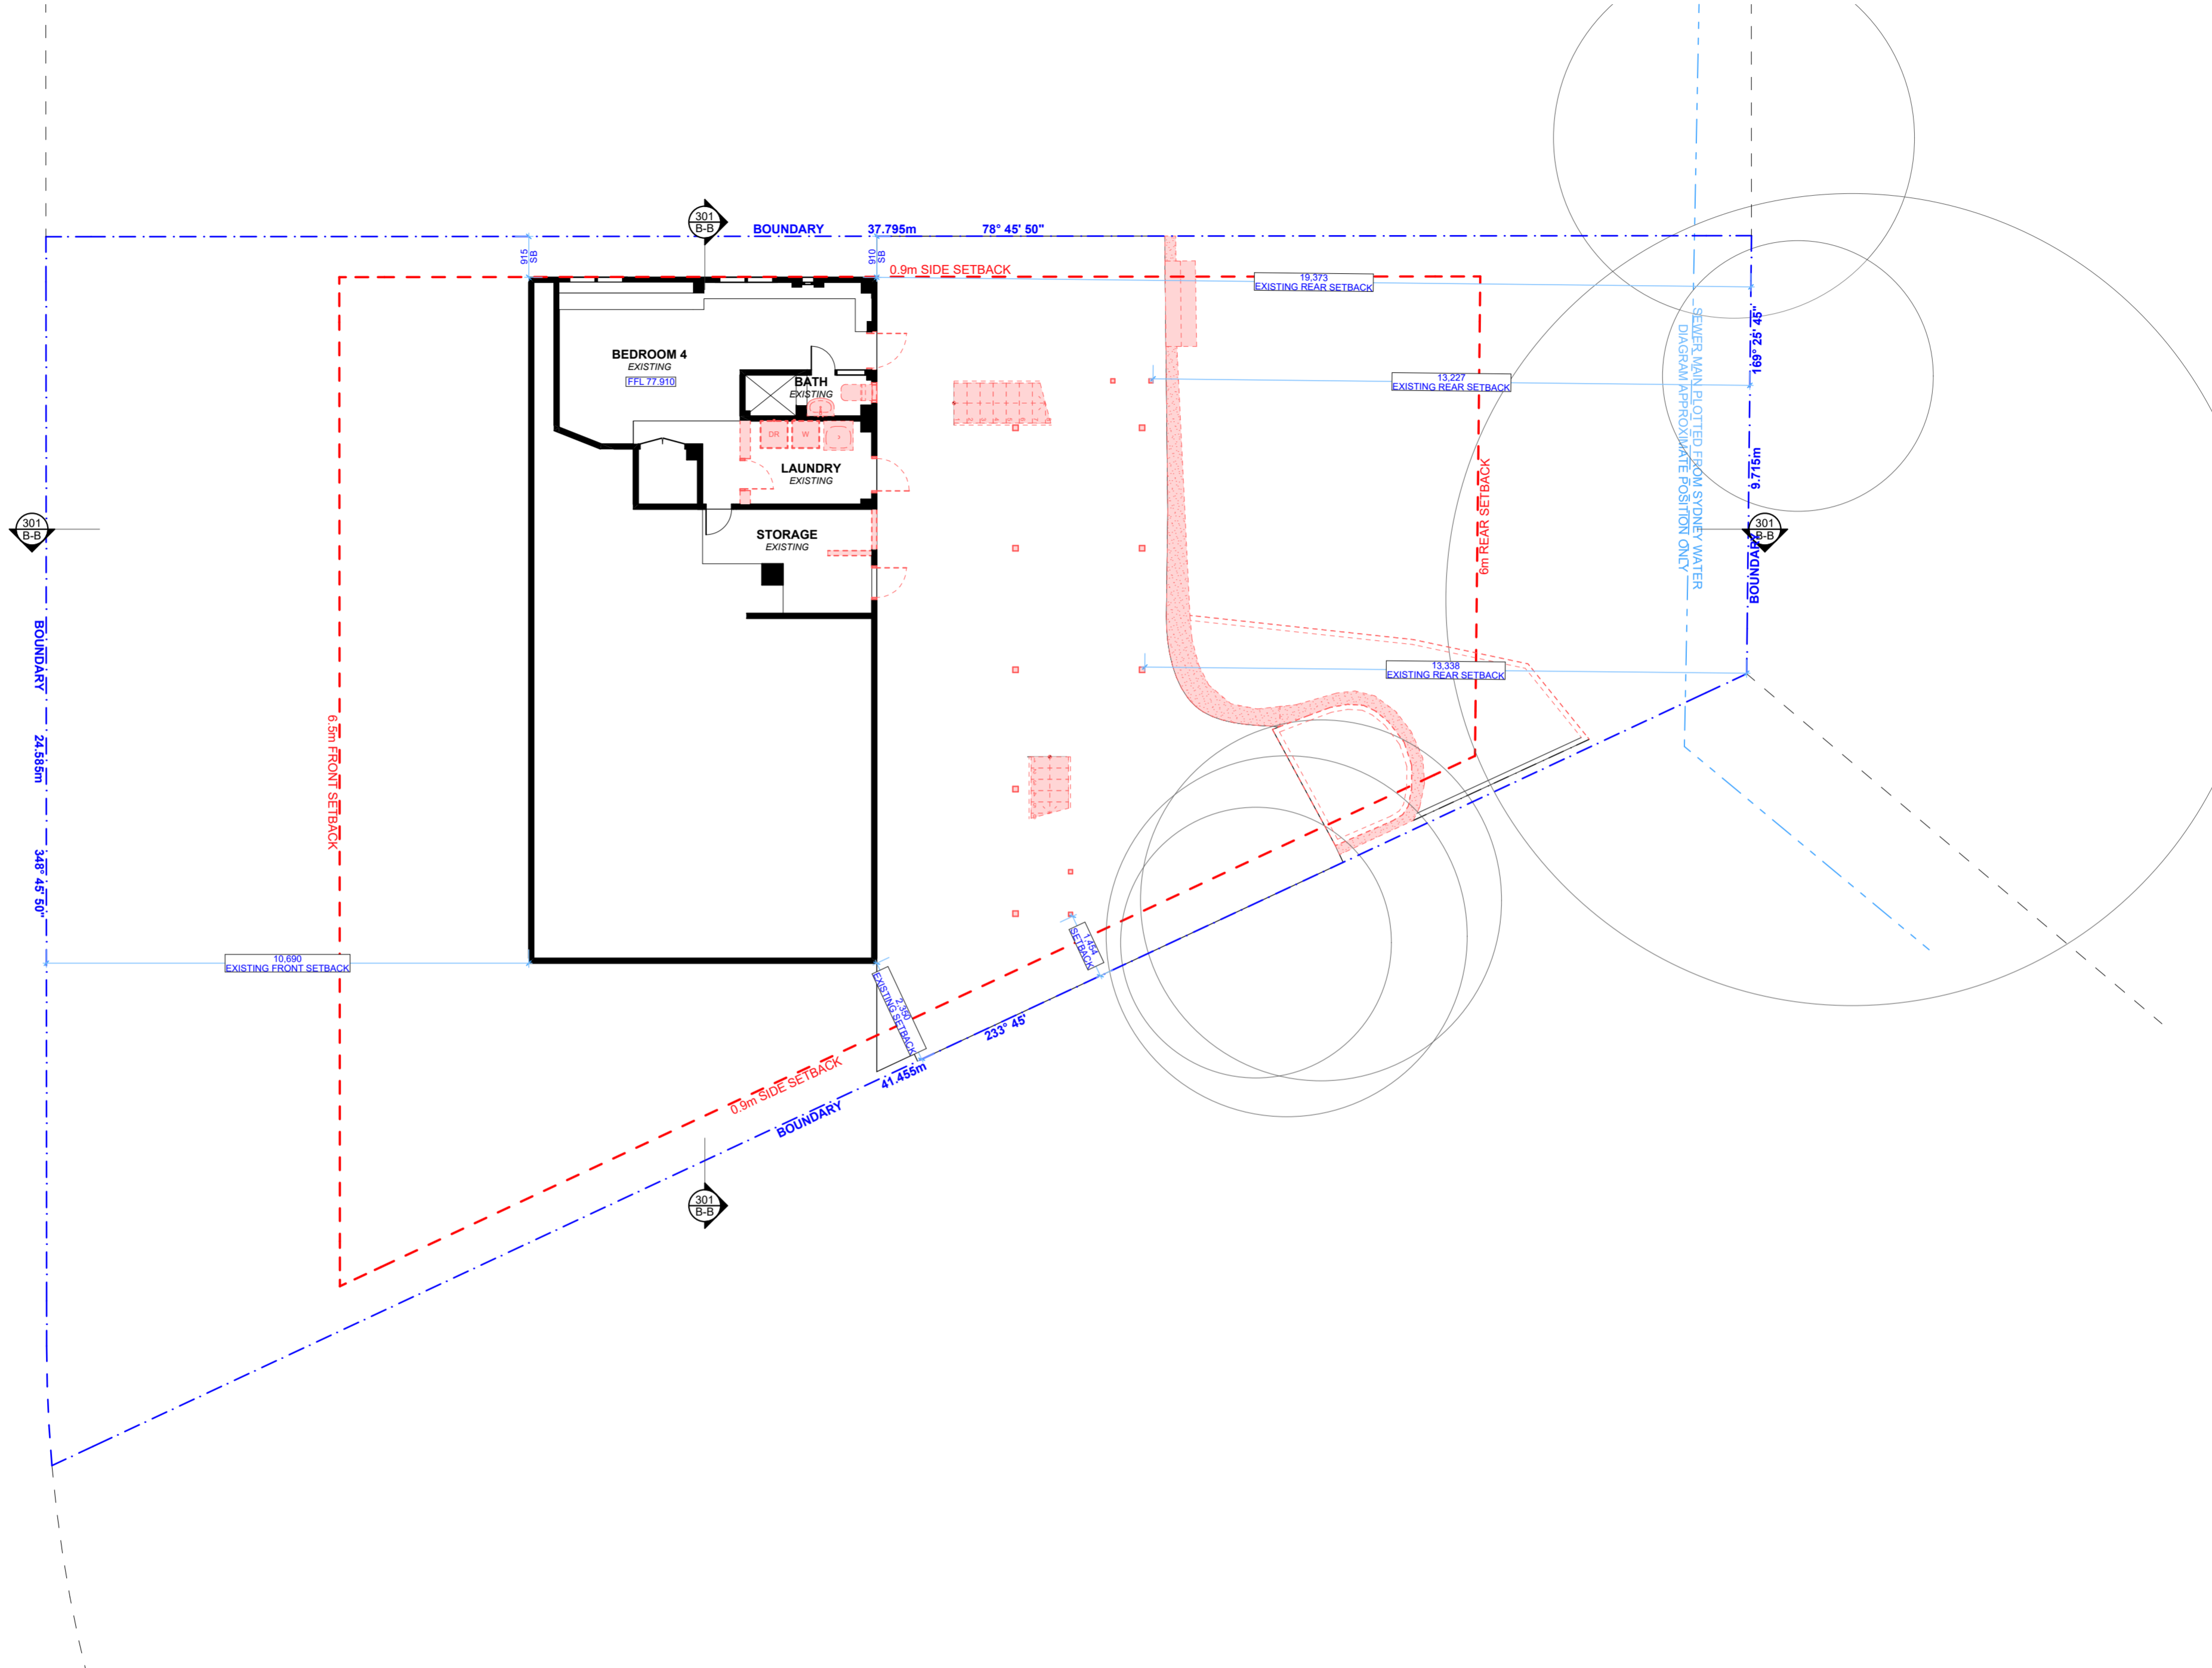 301
B-B
BOUNDARY 37.795m 78° 45' 50"
915
SB
910
SB
0.9m SIDE SETBACK
19,373
EXISTING REAR SETBACK
BEDROOM 4
EXISTING
FFL 77.910
BATH
EXISTING
13,227
EXISTING REAR SETBACK
169° 25' 45"
9.715m
BOUNDARY
SEWER MAIN PLOTTED FROM SYDNEY WATER
DIAGRAM APPROXIMATE POSITION ONLY
6m REAR SETBACK
DR
W
LAUNDRY
EXISTING
STORAGE
EXISTING
301
B-B
301
B-B
BOUNDARY 24.585m 348° 45' 50"
6.5m FRONT SETBACK
13,338
EXISTING REAR SETBACK
10,690
EXISTING FRONT SETBACK
1,454
SETBACK
2,350
EXISTING SETBACK
233° 45'
41.455m
BOUNDARY
0.9m SIDE SETBACK
301
B-B